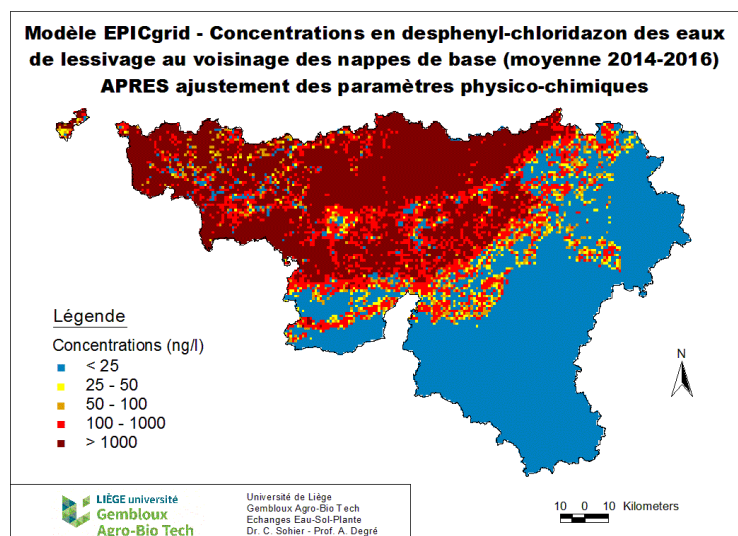 Modèle EPICgrid - Concentrations en desphenyl-chloridazon des eaux
de lessivage au voisinage des nappes de base (moyenne 2014-2016)
APRES ajustement des paramètres physico-chimiques
Légende
Concentrations (ng/l)
< 25
25 - 50
50 - 100
100 - 1000
> 1000
N
LIÈGE université
Gembloux
Agro-Bio Tech
Université de Liège
Gembloux Agro-Bio Tech
Echanges Eau-Sol-Plante
Dr. C. Sohier - Prof. A. Degré
10 0 10 Kilometers